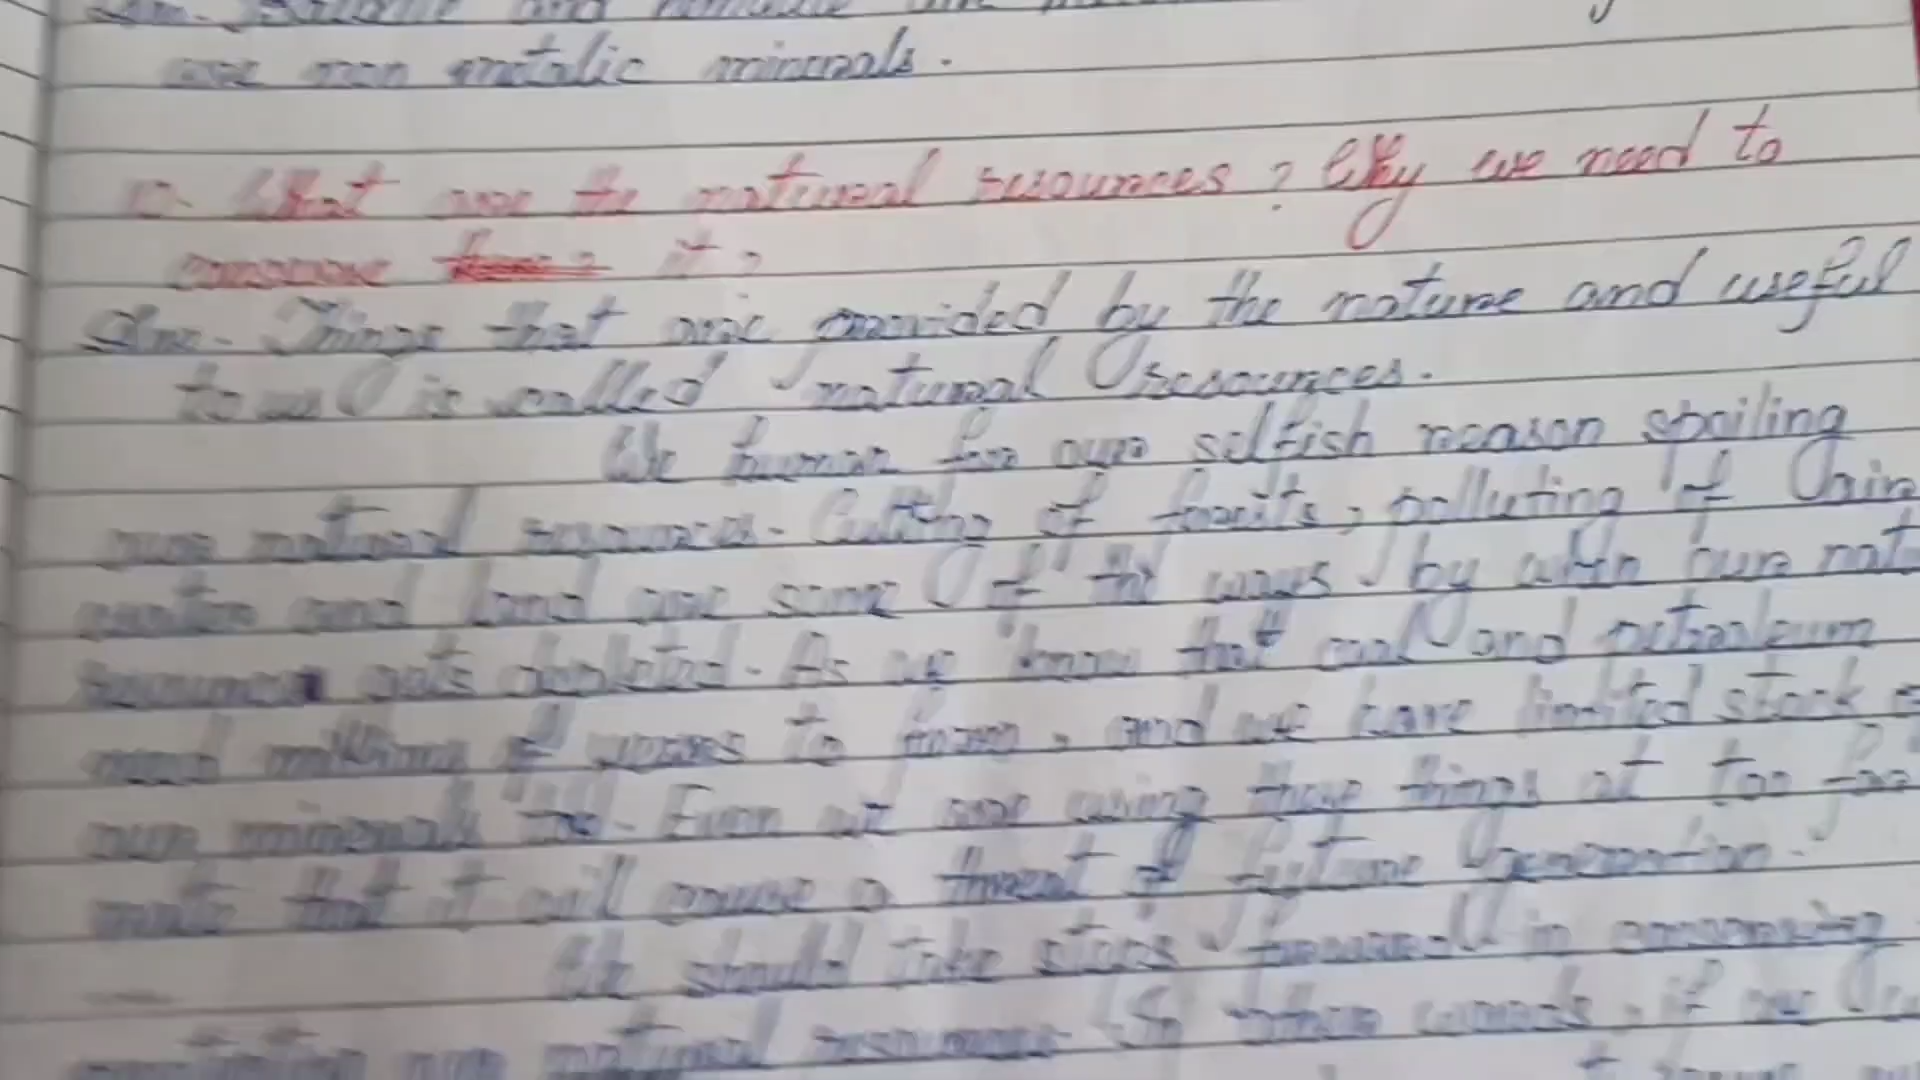 are non metalic minerals.
What are the natural resources? Why we need to
conserve it?
Ans- Things that are provided by the nature and useful
to us is called natural resources.
We human for our selfish reason spoiling
our natural resources. Cutting of forests, polluting of air
water and land are some of the ways by when our
resources gets depleted. As we know that coal and petroleum
need millions of years to form, and we have limited stock
our minerals too. Even we are using these things at too
rate that it will cause a threat of future generation.
We should take steps forward in conserving
our natural resources In other words, if we